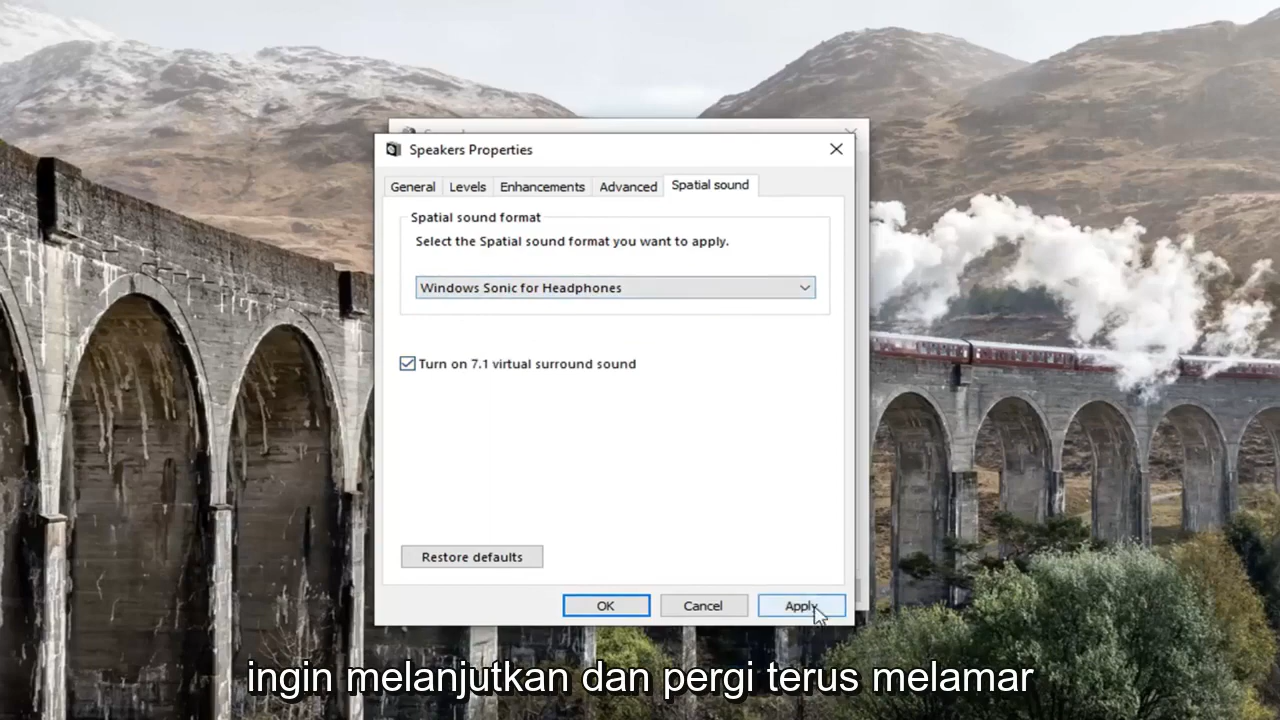 Speakers Properties
General
Levels
Enhancements
Advanced
Spatial sound
Spatial sound format
Select the Spatial sound format you want to apply.
Windows Sonic for Headphones
Turn on 7.1 virtual surround sound
Restore defaults
OK
Cancel
Apply
ingin melanjutkan dan pergi terus melamar